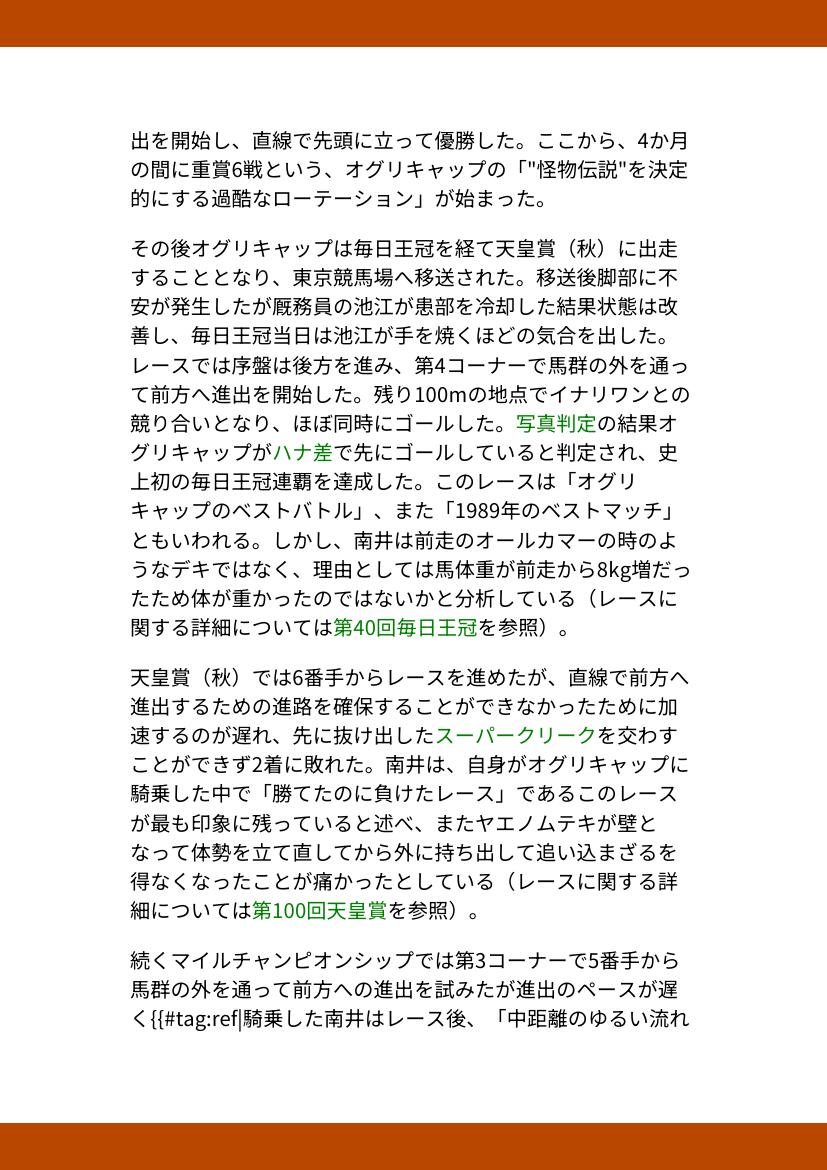 出を開始し、直線で先頭に立って優勝した。ここから、4か月
の間に重賞6戦という、オグリキャップの「"怪物伝説"を決定
的にする過酷なローテーション」が始まった。
その後オグリキャップは毎日王冠を経て天皇賞（秋）に出走
することとなり、東京競馬場へ移送された。移送後脚部に不
安が発生したが厩務員の池江が患部を冷却した結果状態は改
善し、毎日王冠当日は池江が手を焼くほどの気合を出した。
レースでは序盤は後方を進み、第4コーナーで馬群の外を通っ
て前方へ進出を開始した。残り100mの地点でイナリワンとの
競り合いとなり、ほぼ同時にゴールした。写真判定の結果オ
グリキャップがハナ差で先にゴールしていると判定され、史
上初の毎日王冠連覇を達成した。このレースは「オグリ
キャップのベストバトル」、また「1989年のベストマッチ」
ともいわれる。しかし、南井は前走のオールカマーの時のよ
うなデキではなく、理由としては馬体重が前走から8kg増だっ
たため体が重かったのではないかと分析している（レースに
関する詳細については第40回毎日王冠を参照）。
天皇賞（秋）では6番手からレースを進めたが、直線で前方へ
進出するための進路を確保することができなかったために加
速するのが遅れ、先に抜け出したスーパークリークを交わす
ことができず2着に敗れた。南井は、自身がオグリキャップに
騎乗した中で「勝てたのに負けたレース」であるこのレース
が最も印象に残っていると述べ、またヤエノムテキが壁と
なって体勢を立て直してから外に持ち出して追い込まざるを
得なくなったことが痛かったとしている（レースに関する詳
細については第100回天皇賞を参照）。
続くマイルチャンピオンシップでは第3コーナーで5番手から
馬群の外を通って前方への進出を試みたが進出のペースが遅
く{{#tag:ref|騎乗した南井はレース後、「中距離のゆるい流れ